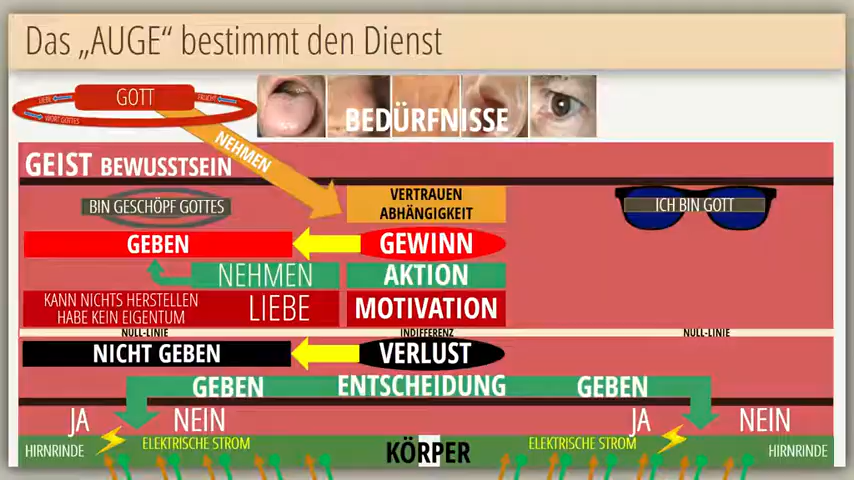 Das „AUGE“ bestimmt den Dienst
GOTT
LIEBE
FRUCHT
WORT GOTTES
NEHMEN
BEDÜRFNISSE
GEIST BEWUSSTSEIN
BIN GESCHÖPF GOTTES
VERTRAUEN
ABHÄNGIGKEIT
ICH BIN GOTT
GEBEN
GEWINN
NEHMEN
AKTION
KANN NICHTS HERSTELLEN
HABE KEIN EIGENTUM
LIEBE
MOTIVATION
NULL-LINIE
INDIFFERENZ
NULL-LINIE
NICHT GEBEN
VERLUST
GEBEN
ENTSCHEIDUNG
GEBEN
JA
NEIN
JA
NEIN
HIRNRINDE
ELEKTRISCHE STROM
KÖRPER
ELEKTRISCHE STROM
HIRNRINDE